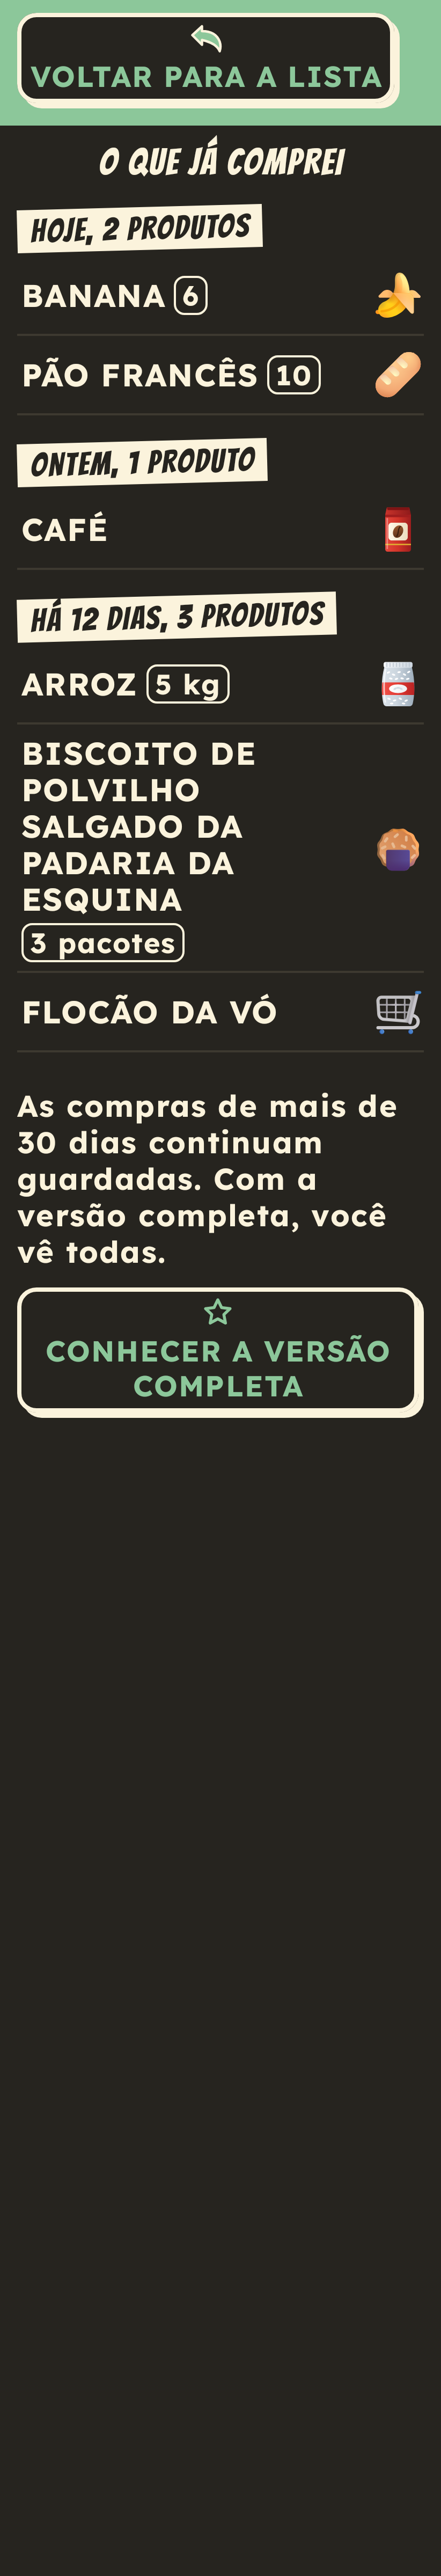 VOLTAR PARA A LISTA
O QUE JÁ COMPREI
HOJE, 2 PRODUTOS
BANANA 6
PÃO FRANCÊS 10
ONTEM, 1 PRODUTO
CAFÉ
HÁ 12 DIAS, 3 PRODUTOS
ARROZ 5 kg
BISCOITO DE
POLVILHO
SALGADO DA
PADARIA DA
ESQUINA
3 pacotes
FLOCÃO DA VÓ
As compras de mais de
30 dias continuam
guardadas. Com a
versão completa, você
vê todas.
CONHECER A VERSÃO
COMPLETA